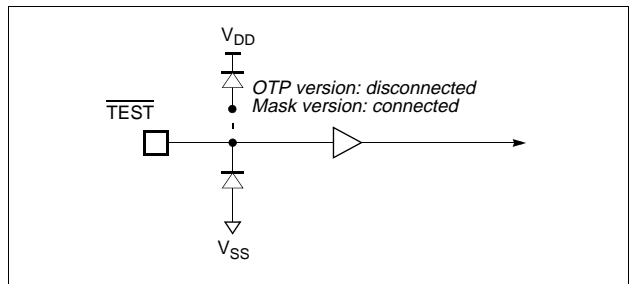 VDD
OTP version: disconnected
Mask version: connected
TEST
VSS